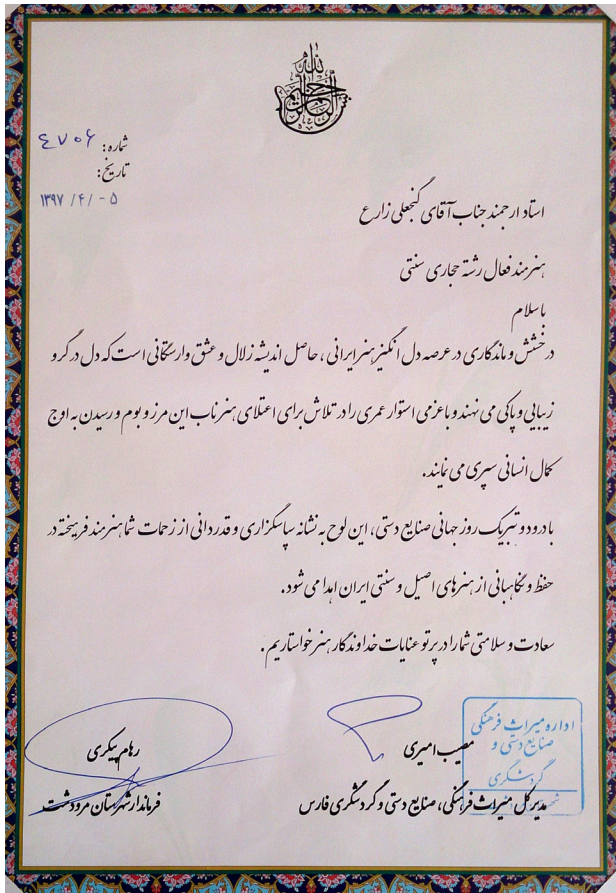 بسم الله الرحمن الرحیم
شماره: ٤٧٠۶
تاریخ:
۱۳۹۷/۴/-۵
استاد ارجمند جناب آقای گنجعلی زارع
هنرمند فعال رشته حجاری سنتی
باسلام
درخشش و ماندگاری در عرصه دل انگیز هنر ایرانی، حاصل اندیشه زلال و عشق وارستگانی است که دل در گرو
زیبایی و پاکی می نهند و با عزمی استوار عمری را در تلاش برای اعتلای هنر ناب این مرز و بوم و رسیدن به اوج
کمال انسانی سپری می نمایند.
با درود و تبریک روز جهانی صنایع دستی، این لوح به نشانه سپاسگزاری و قدردانی از زحمات شما هنرمند فرهیخته در
حفظ و نگاهبانی از هنرهای اصیل و سنتی ایران اهدا می شود.
سعادت و سلامتی شما را در پرتو عنایات خداوندگار هنر خواستاریم.
اداره میراث فرهنگی
صنایع دستی و
گردشگری
مصیب امیری
مدیر کل میراث فرهنگی، صنایع دستی و گردشگری فارس
رهام پیکری
فرماندار شهرستان مرودشت